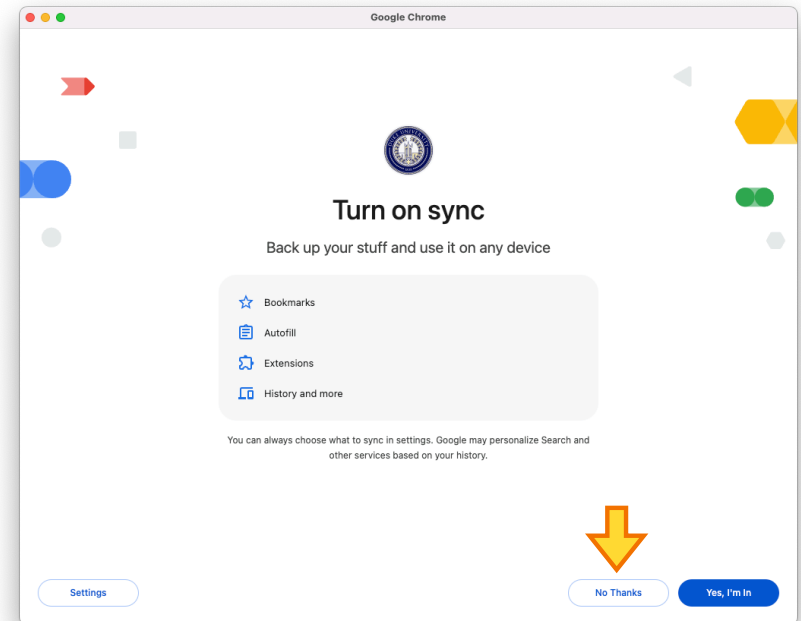 Google Chrome
Turn on sync
Back up your stuff and use it on any device
Bookmarks
Autofill
Extensions
History and more
You can always choose what to sync in settings. Google may personalize Search and
other services based on your history.
Settings
No Thanks
Yes, I'm In